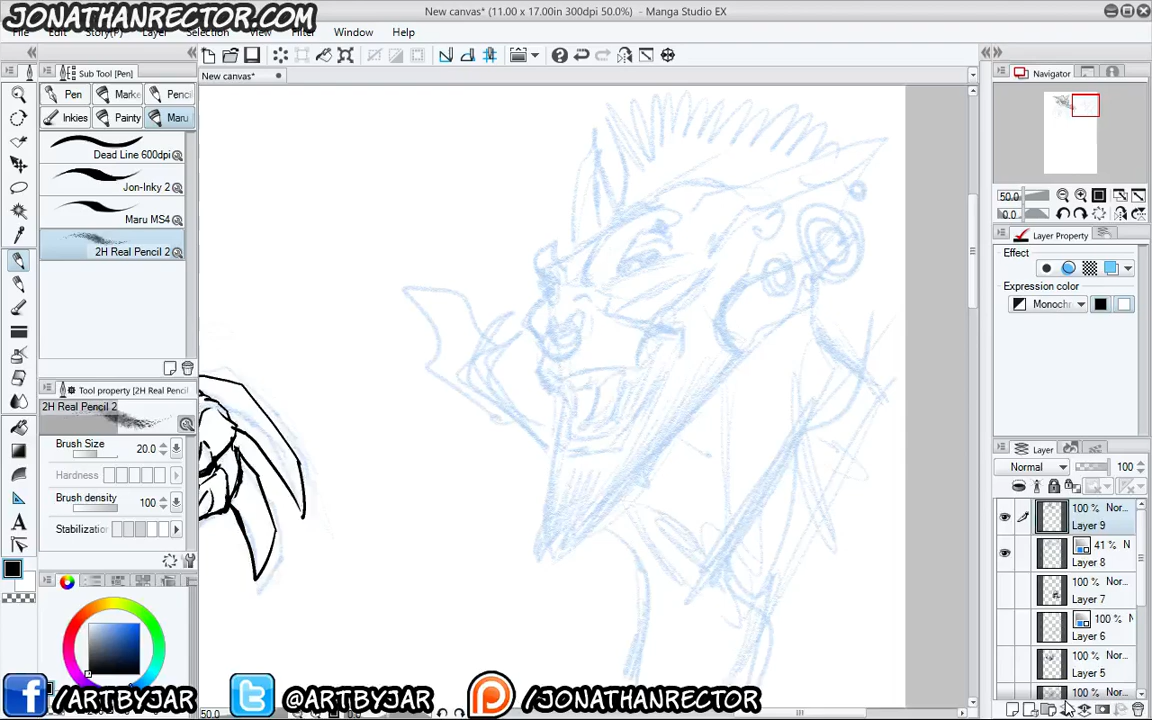 JONATHANRECTOR.COM
New canvas* (11.00 x 17.00in 300dpi 50.0%) - Manga Studio EX
File Edit Story(P) Layer Selection View Filter Window Help
Sub Tool [Pen]
New canvas*
Navigator
Pen Marke Pencil
Inkies Painty Maru
Dead Line 600dpi
Jon-Inky 2
Maru MS4
2H Real Pencil 2
50.0
0.0
Layer Property
Effect
Expression color
Monochr
Tool property [2H Real Pencil
2H Real Pencil 2
Brush Size 20.0
Hardness
Brush density 100
Stabilization
Layer
Normal 100
100 % Nor...
Layer 9
41 % N
Layer 8
100 % Nor...
Layer 7
100 % N
Layer 6
100 % Nor...
Layer 5
100 % Nor...
/ARTBYJAR @ARTBYJAR /JONATHANRECTOR
50.0